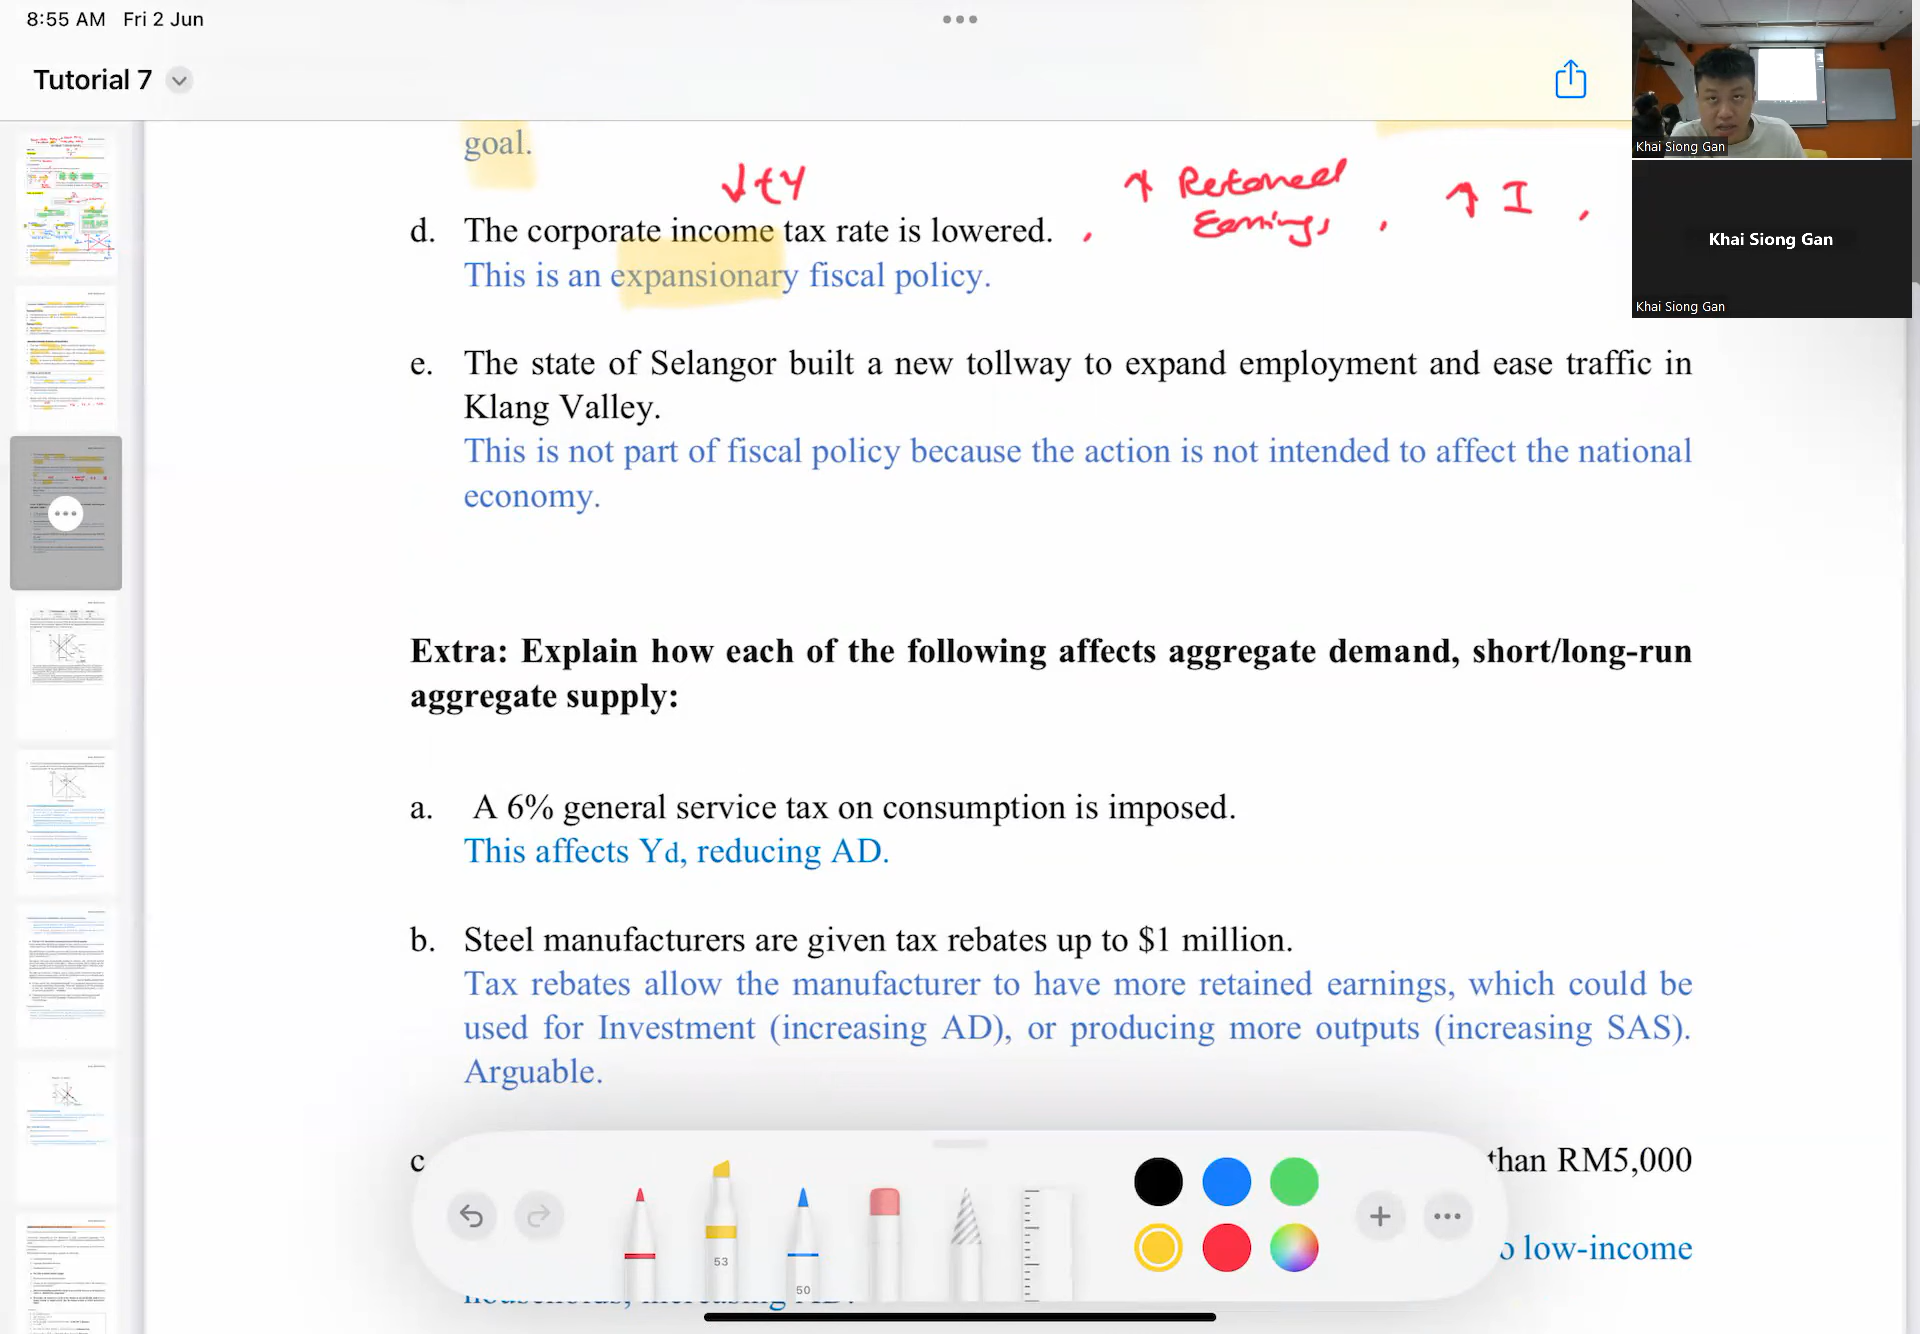 8:55 AM Fri 2 Jun
Tutorial 7
Khai Siong Gan
Khai Siong Gan
Khai Siong Gan
goal.
↓ tY
↑ Retained
Earnings, ↑ I,
d. The corporate income tax rate is lowered. ,
This is an expansionary fiscal policy.
e. The state of Selangor built a new tollway to expand employment and ease traffic in
Klang Valley.
This is not part of fiscal policy because the action is not intended to affect the national
economy.
Extra: Explain how each of the following affects aggregate demand, short/long-run
aggregate supply:
a. A 6% general service tax on consumption is imposed.
This affects Yd, reducing AD.
b. Steel manufacturers are given tax rebates up to $1 million.
Tax rebates allow the manufacturer to have more retained earnings, which could be
used for Investment (increasing AD), or producing more outputs (increasing SAS).
Arguable.
c than RM5,000
o low-income
53
50